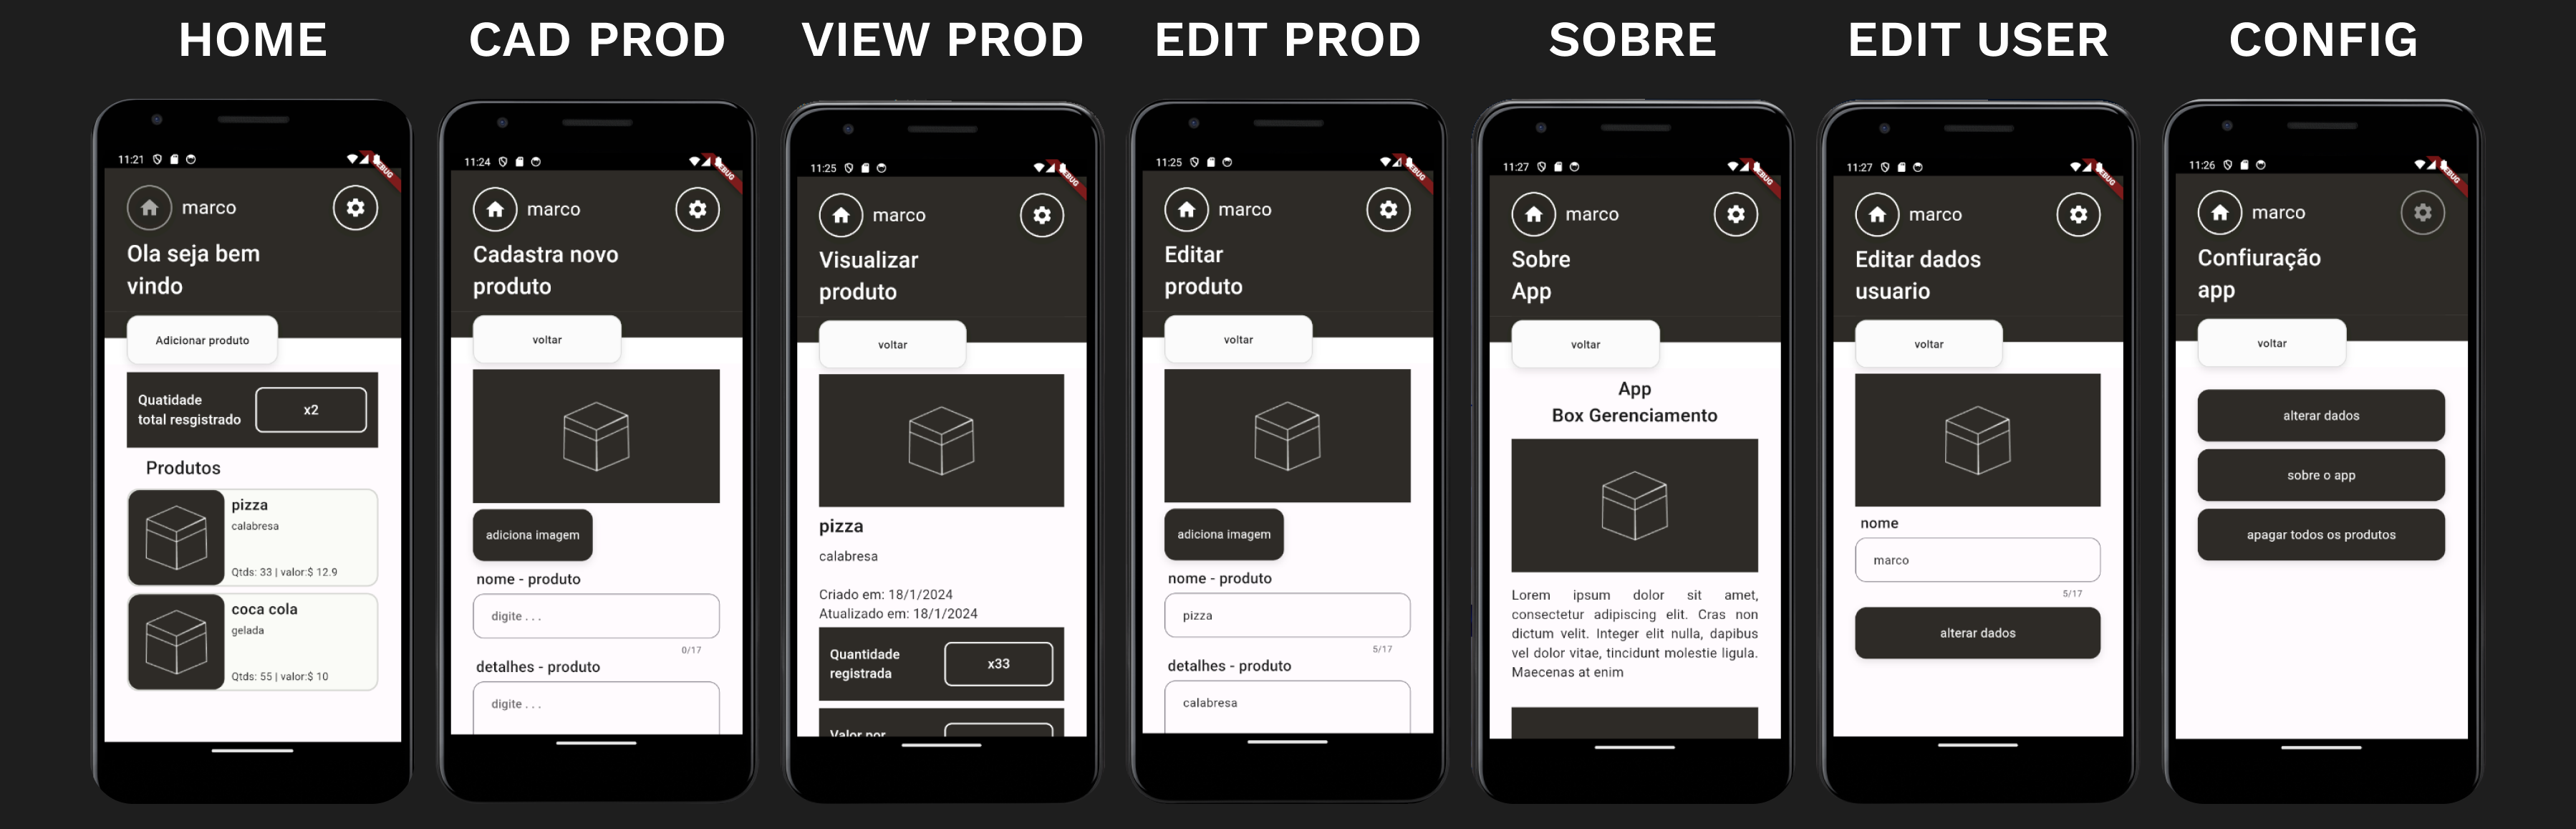 HOME
11:21
DEBUG
marco
Ola seja bem
vindo
Adicionar produto
Quatidade
total resgistrado
x2
Produtos
pizza
calabresa
Qtds: 33 | valor:$ 12.9
coca cola
gelada
Qtds: 55 | valor:$ 10
CAD PROD
11:24
DEBUG
marco
Cadastra novo
produto
voltar
adiciona imagem
nome - produto
digite . . .
0/17
detalhes - produto
digite . . .
VIEW PROD
11:25
DEBUG
marco
Visualizar
produto
voltar
pizza
calabresa
Criado em: 18/1/2024
Atualizado em: 18/1/2024
Quantidade
registrada
x33
Valor por
EDIT PROD
11:25
DEBUG
marco
Editar
produto
voltar
adiciona imagem
nome - produto
pizza
5/17
detalhes - produto
calabresa
SOBRE
11:27
DEBUG
marco
Sobre
App
voltar
App
Box Gerenciamento
Lorem ipsum dolor sit amet,
consectetur adipiscing elit. Cras non
dictum velit. Integer elit nulla, dapibus
vel dolor vitae, tincidunt molestie ligula.
Maecenas at enim
EDIT USER
11:27
DEBUG
marco
Editar dados
usuario
voltar
nome
marco
5/17
alterar dados
CONFIG
11:26
DEBUG
marco
Confiuração
app
voltar
alterar dados
sobre o app
apagar todos os produtos